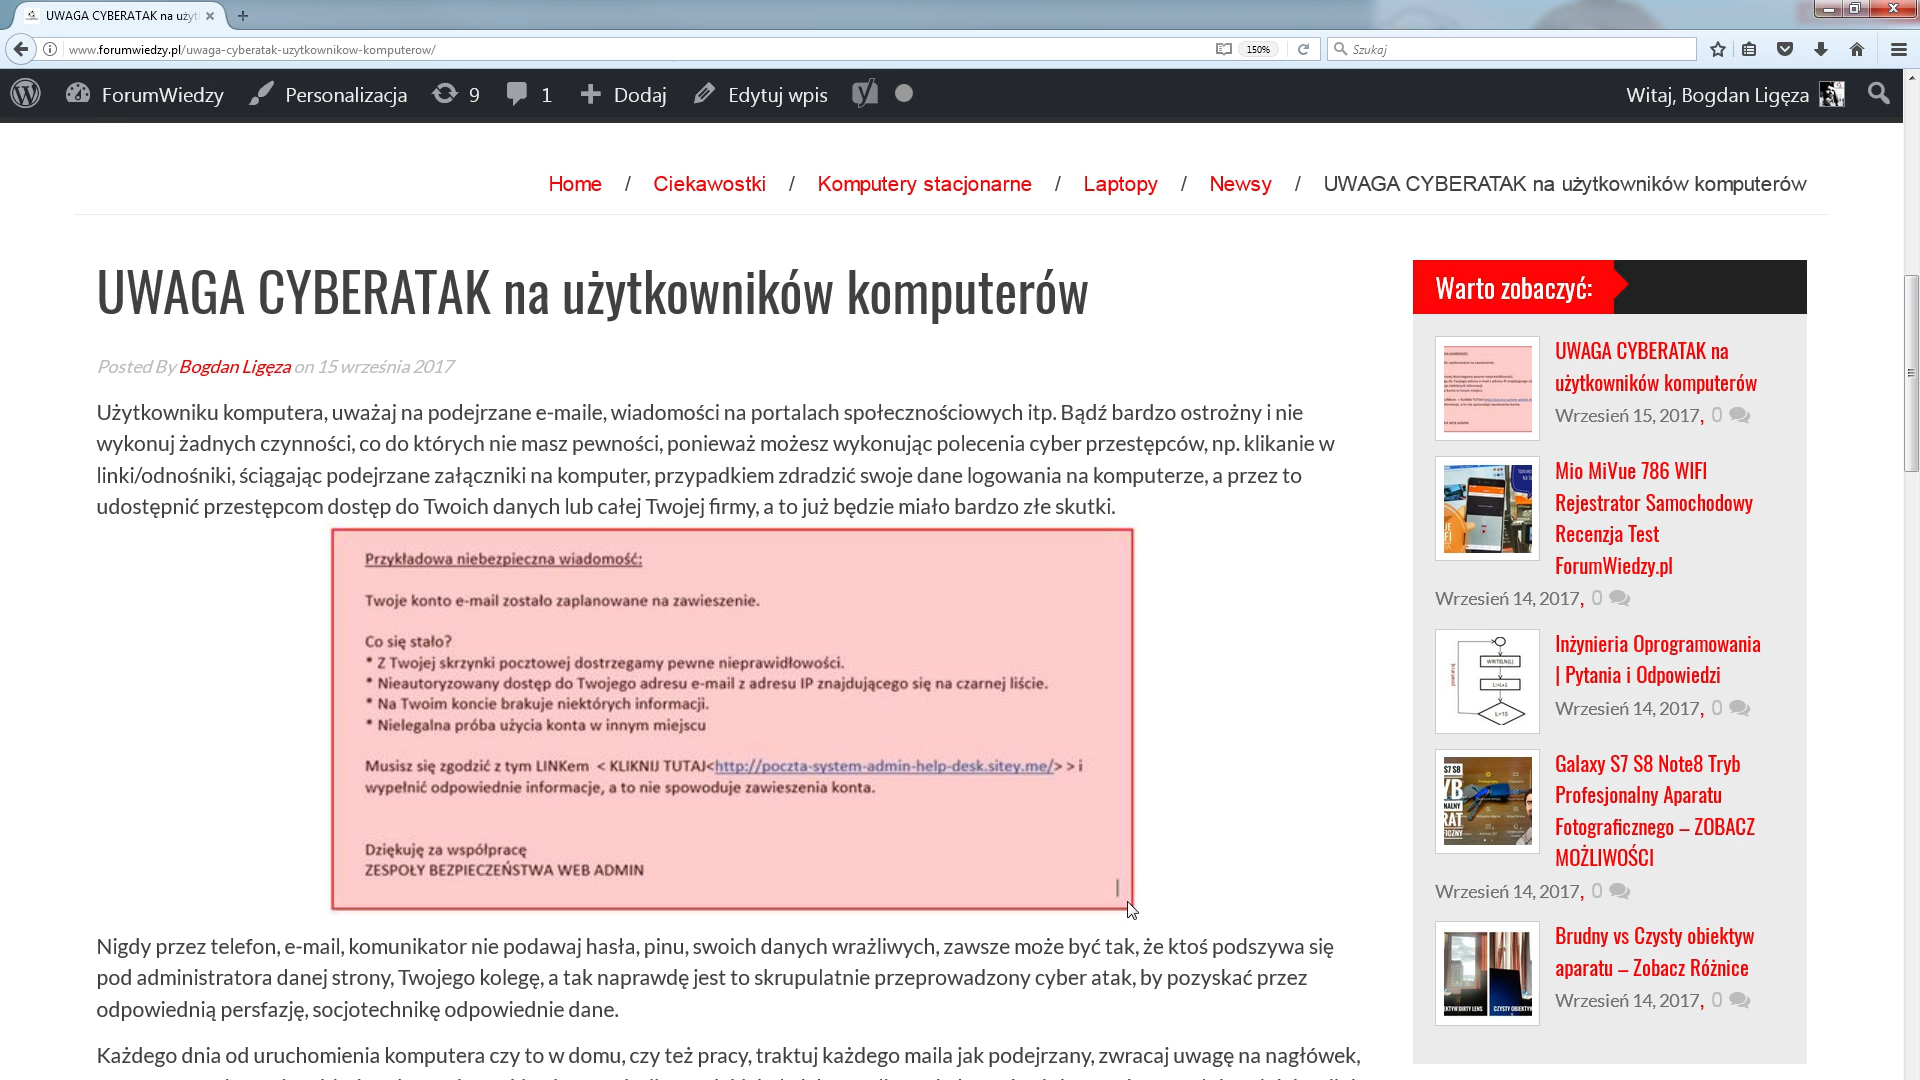 UWAGA CYBERATAK na użyt
www.forumwiedzy.pl/uwaga-cyberatak-uzytkownikow-komputerow/
150%
Szukaj
ForumWiedzy
Personalizacja
9
1
Dodaj
Edytuj wpis
Witaj, Bogdan Ligęza
Home / Ciekawostki / Komputery stacjonarne / Laptopy / Newsy / UWAGA CYBERATAK na użytkowników komputerów
UWAGA CYBERATAK na użytkowników komputerów
Posted By Bogdan Ligęza on 15 września 2017
Użytkowniku komputera, uważaj na podejrzane e-maile, wiadomości na portalach społecznościowych itp. Bądź bardzo ostrożny i nie
wykonuj żadnych czynności, co do których nie masz pewności, ponieważ możesz wykonując polecenia cyber przestępców, np. klikanie w
linki/odnośniki, ściągając podejrzane załączniki na komputer, przypadkiem zdradzić swoje dane logowania na komputerze, a przez to
udostępnić przestępcom dostęp do Twoich danych lub całej Twojej firmy, a to już będzie miało bardzo złe skutki.
Przykładowa niebezpieczna wiadomość:
Twoje konto e-mail zostało zaplanowane na zawieszenie.
Co się stało?
* Z Twojej skrzynki pocztowej dostrzegamy pewne nieprawidłowości.
* Nieautoryzowany dostęp do Twojego adresu e-mail z adresu IP znajdującego się na czarnej liście.
* Na Twoim koncie brakuje niektórych informacji.
* Nielegalna próba użycia konta w innym miejscu
Musisz się zgodzić z tym LINKem < KLIKNIJ TUTAJ<http://poczta-system-admin-help-desk.sitey.me/> > i
wypełnić odpowiednie informacje, a to nie spowoduje zawieszenia konta.
Dziękuję za współpracę
ZESPOŁY BEZPIECZEŃSTWA WEB ADMIN
Nigdy przez telefon, e-mail, komunikator nie podawaj hasła, pinu, swoich danych wrażliwych, zawsze może być tak, że ktoś podszywa się
pod administratora danej strony, Twojego kolegę, a tak naprawdę jest to skrupulatnie przeprowadzony cyber atak, by pozyskać przez
odpowiednią persfazję, socjotechnikę odpowiednie dane.
Każdego dnia od uruchomienia komputera czy to w domu, czy też pracy, traktuj każdego maila jak podejrzany, zwracaj uwagę na nagłówek,
Warto zobaczyć:
UWAGA CYBERATAK na
użytkowników komputerów
Wrzesień 15, 2017, 0
Mio MiVue 786 WIFI
Rejestrator Samochodowy
Recenzja Test
ForumWiedzy.pl
Wrzesień 14, 2017, 0
Inżynieria Oprogramowania
| Pytania i Odpowiedzi
Wrzesień 14, 2017, 0
Galaxy S7 S8 Note8 Tryb
Profesjonalny Aparatu
Fotograficznego – ZOBACZ
MOŻLIWOŚCI
Wrzesień 14, 2017, 0
Brudny vs Czysty obiektyw
aparatu – Zobacz Różnice
Wrzesień 14, 2017, 0